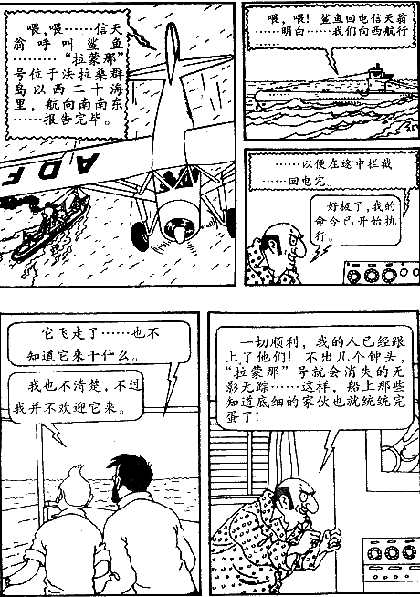 喂，喂……信天
翁呼叫鲨鱼
……“拉蒙那”
号位于法拉桑群
岛以西二十海
里，航向南南东
……报告完毕。
ADF
喂，喂！鲨鱼回电信天翁
……明白……我们向西航行
……以便在途中拦截
……回电完。
好极了，我的
命令已开始执
行。
它飞走了……也不
知道它来干什么。
我也不清楚，不过
我并不欢迎它来。
一切顺利，我的人已经跟
上了他们！不出几个钟头，
“拉蒙那”号就会消失的无
影无踪……这样，船上那些
知道底细的家伙也就统统完
蛋了！